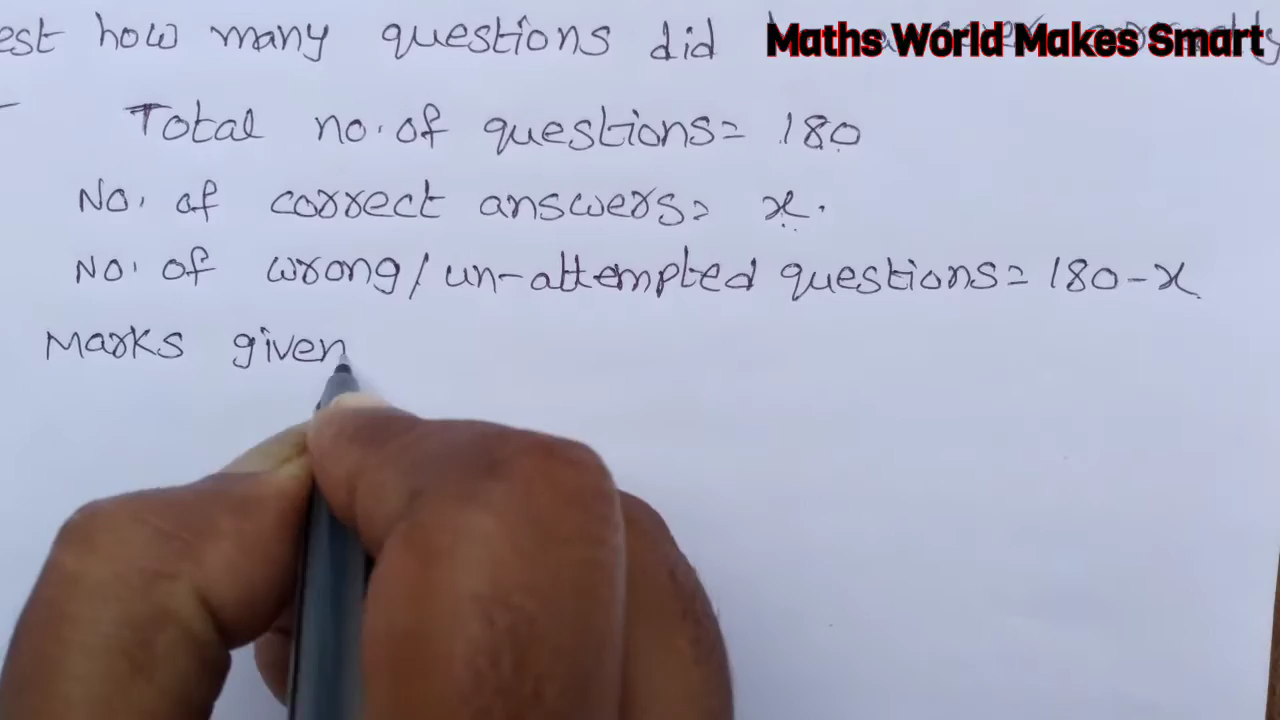 est how many questions did
Maths World Makes Smart
Total no. of questions = 180
No. of correct answers = x.
No. of wrong / un-attempted questions = 180 - x
Marks given